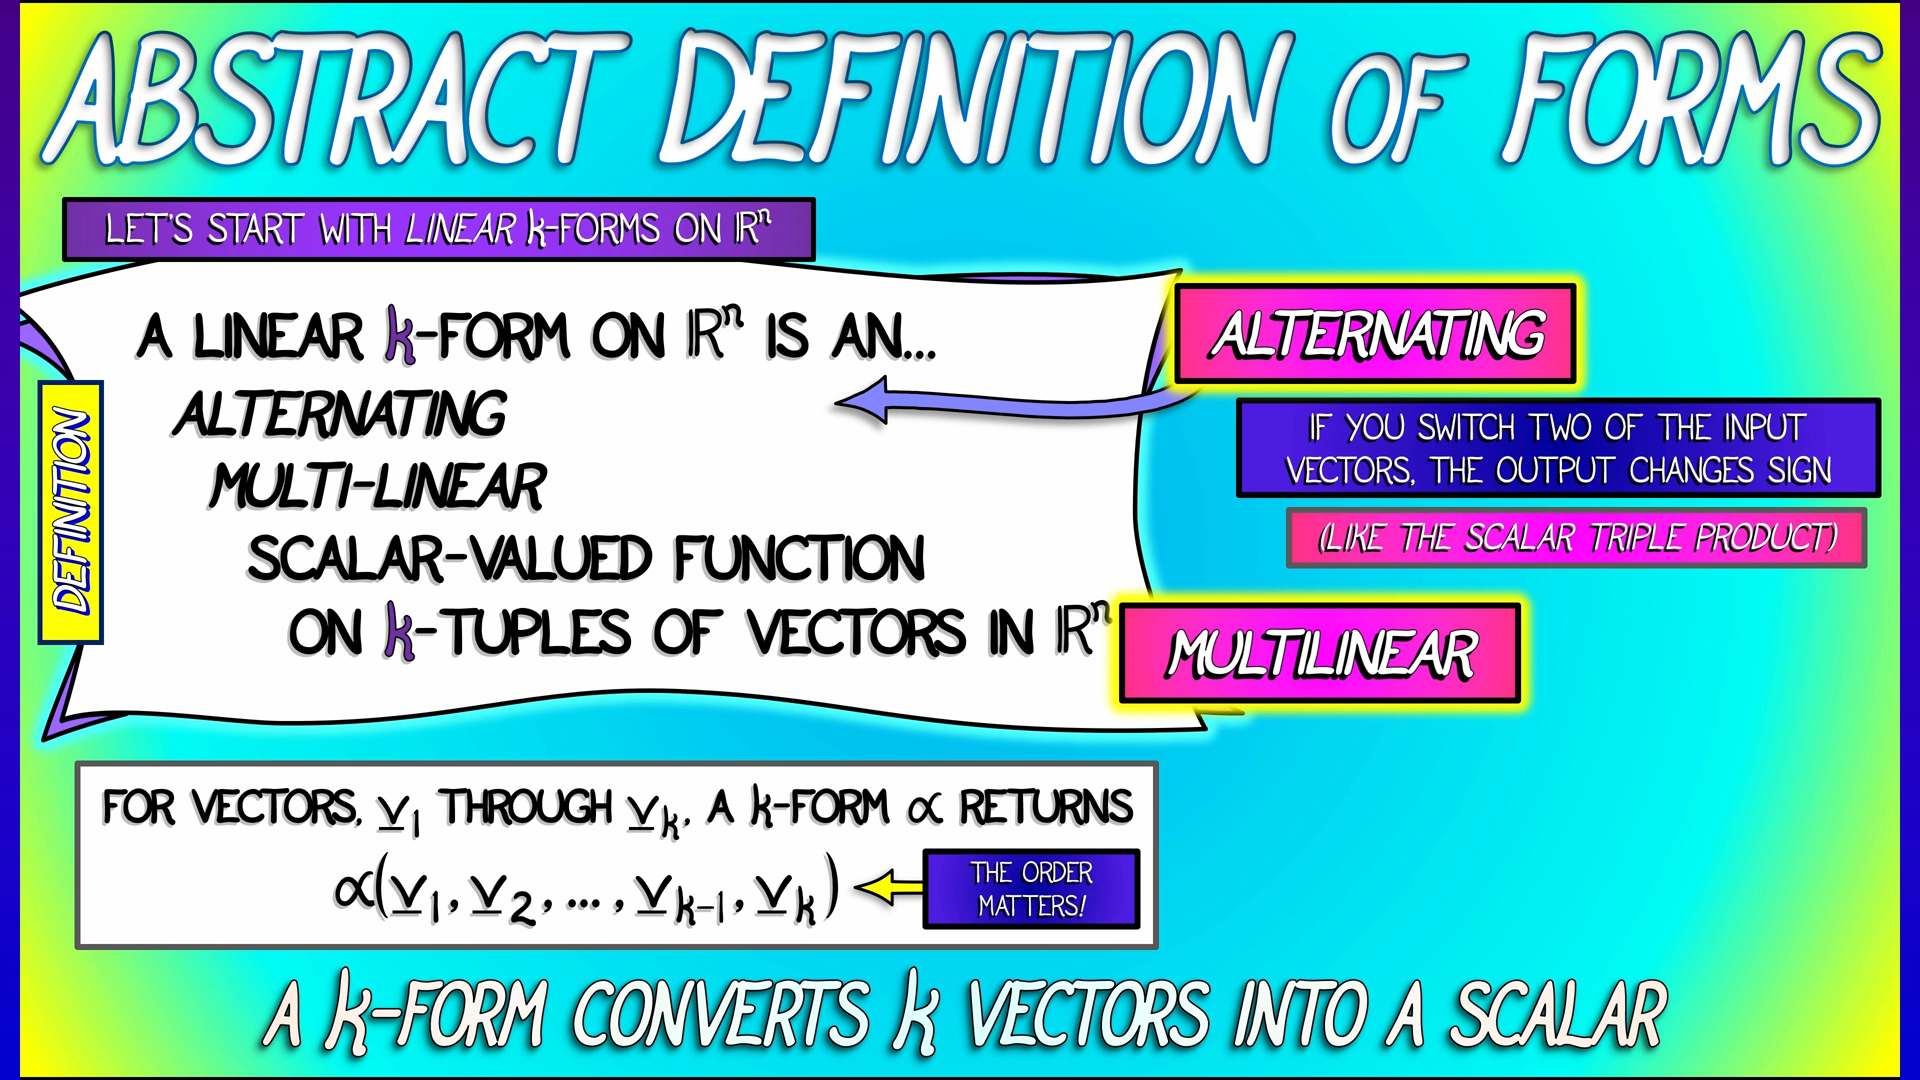 ABSTRACT DEFINITION OF FORMS
LET'S START WITH LINEAR k-FORMS ON ℝⁿ
A LINEAR k-FORM ON ℝⁿ IS AN...
ALTERNATING
MULTI-LINEAR
SCALAR-VALUED FUNCTION
ON k-TUPLES OF VECTORS IN ℝⁿ
DEFINITION
ALTERNATING
IF YOU SWITCH TWO OF THE INPUT
VECTORS, THE OUTPUT CHANGES SIGN
(LIKE THE SCALAR TRIPLE PRODUCT)
MULTILINEAR
FOR VECTORS, v₁ THROUGH vₖ, A k-FORM α RETURNS
α(v₁, v₂, ... , vₖ₋₁, vₖ)
THE ORDER
MATTERS!
A k-FORM CONVERTS k VECTORS INTO A SCALAR